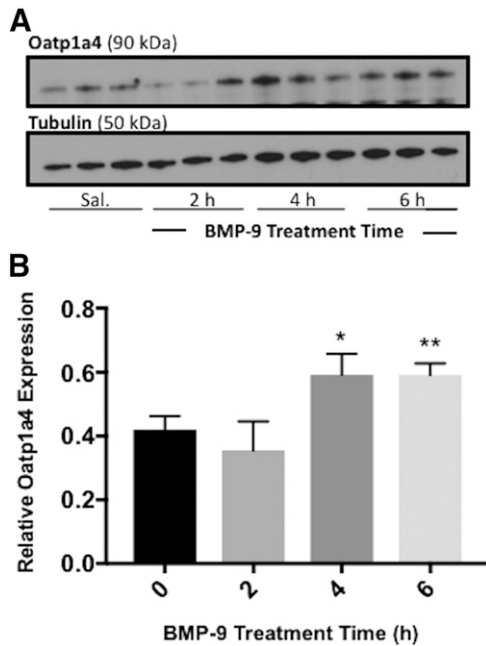 A
Oatp1a4 (90 kDa)
Tubulin (50 kDa)
Sal. 2 h 4 h 6 h
BMP-9 Treatment Time
B
Relative Oatp1a4 Expression
0.8
0.6
0.4
0.2
0.0
* **
0 2 4 6
BMP-9 Treatment Time (h)